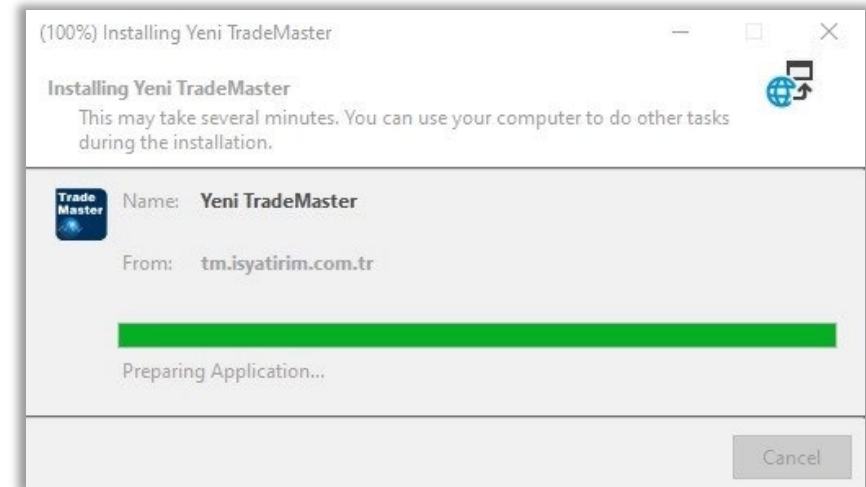 (100%) Installing Yeni TradeMaster
Installing Yeni TradeMaster
This may take several minutes. You can use your computer to do other tasks
during the installation.
Trade
Master
Name: Yeni TradeMaster
From: tm.isyatirim.com.tr
Preparing Application...
Cancel